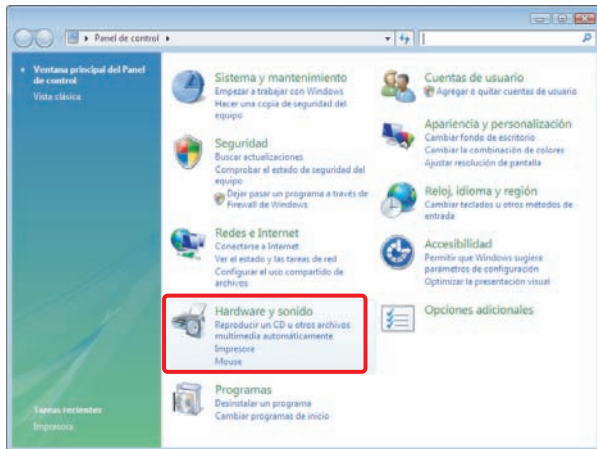 Panel de control
Ventana principal del Panel
de control
Vista clásica
Tareas recientes
Impresora
Sistema y mantenimiento
Empezar a trabajar con Windows
Hacer una copia de seguridad del
equipo
Seguridad
Buscar actualizaciones
Comprobar el estado de seguridad del
equipo
Dejar pasar un programa a través de
Firewall de Windows
Redes e Internet
Conectarse a Internet
Ver el estado y las tareas de red
Configurar el uso compartido de
archivos
Hardware y sonido
Reproducir un CD u otros archivos
multimedia automáticamente
Impresora
Mouse
Programas
Desinstalar un programa
Cambiar programas de inicio
Cuentas de usuario
Agregar o quitar cuentas de usuario
Apariencia y personalización
Cambiar fondo de escritorio
Cambiar la combinación de colores
Ajustar resolución de pantalla
Reloj, idioma y región
Cambiar teclados u otros métodos de
entrada
Accesibilidad
Permitir que Windows sugiera
parámetros de configuración
Optimizar la presentación visual
Opciones adicionales